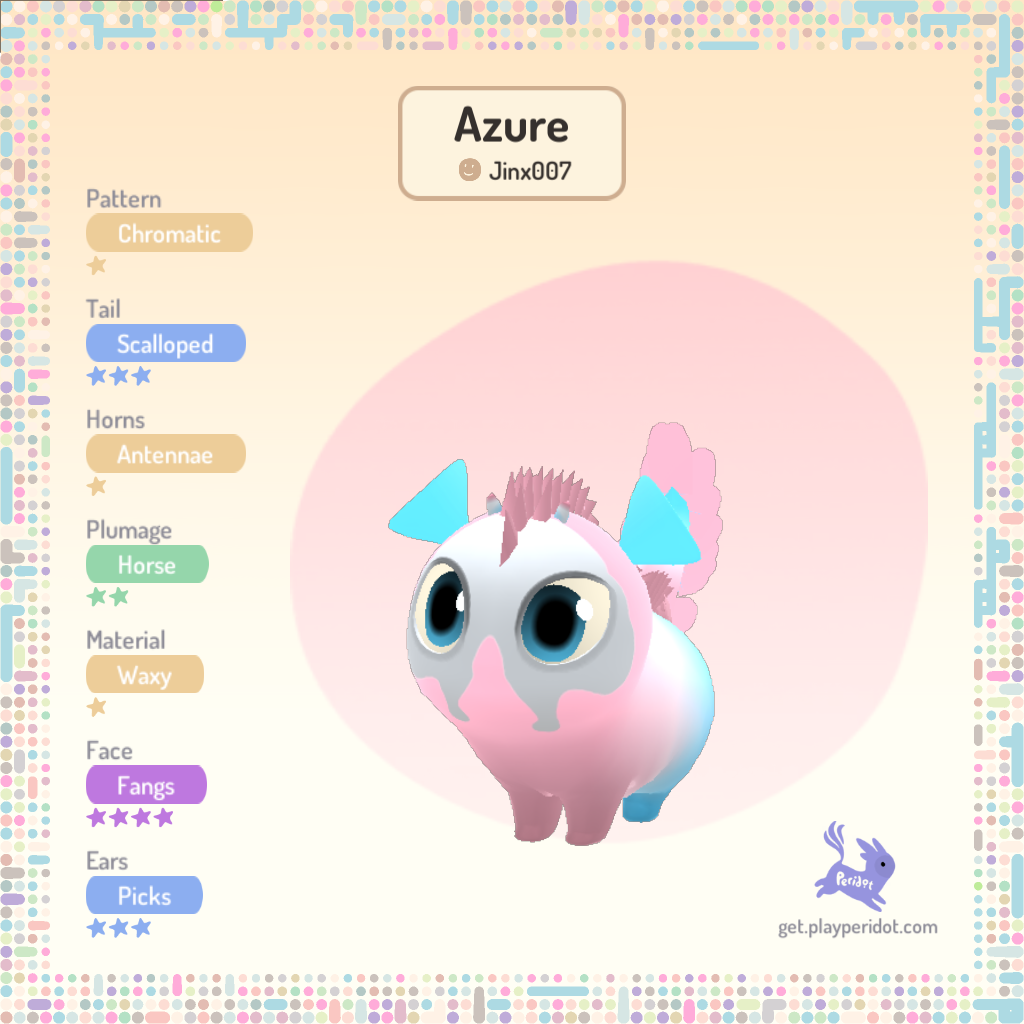 Azure
Jinx007
Pattern
Chromatic
Tail
Scalloped
Horns
Antennae
Plumage
Horse
Material
Waxy
Face
Fangs
Ears
Picks
Peridot
get.playperidot.com